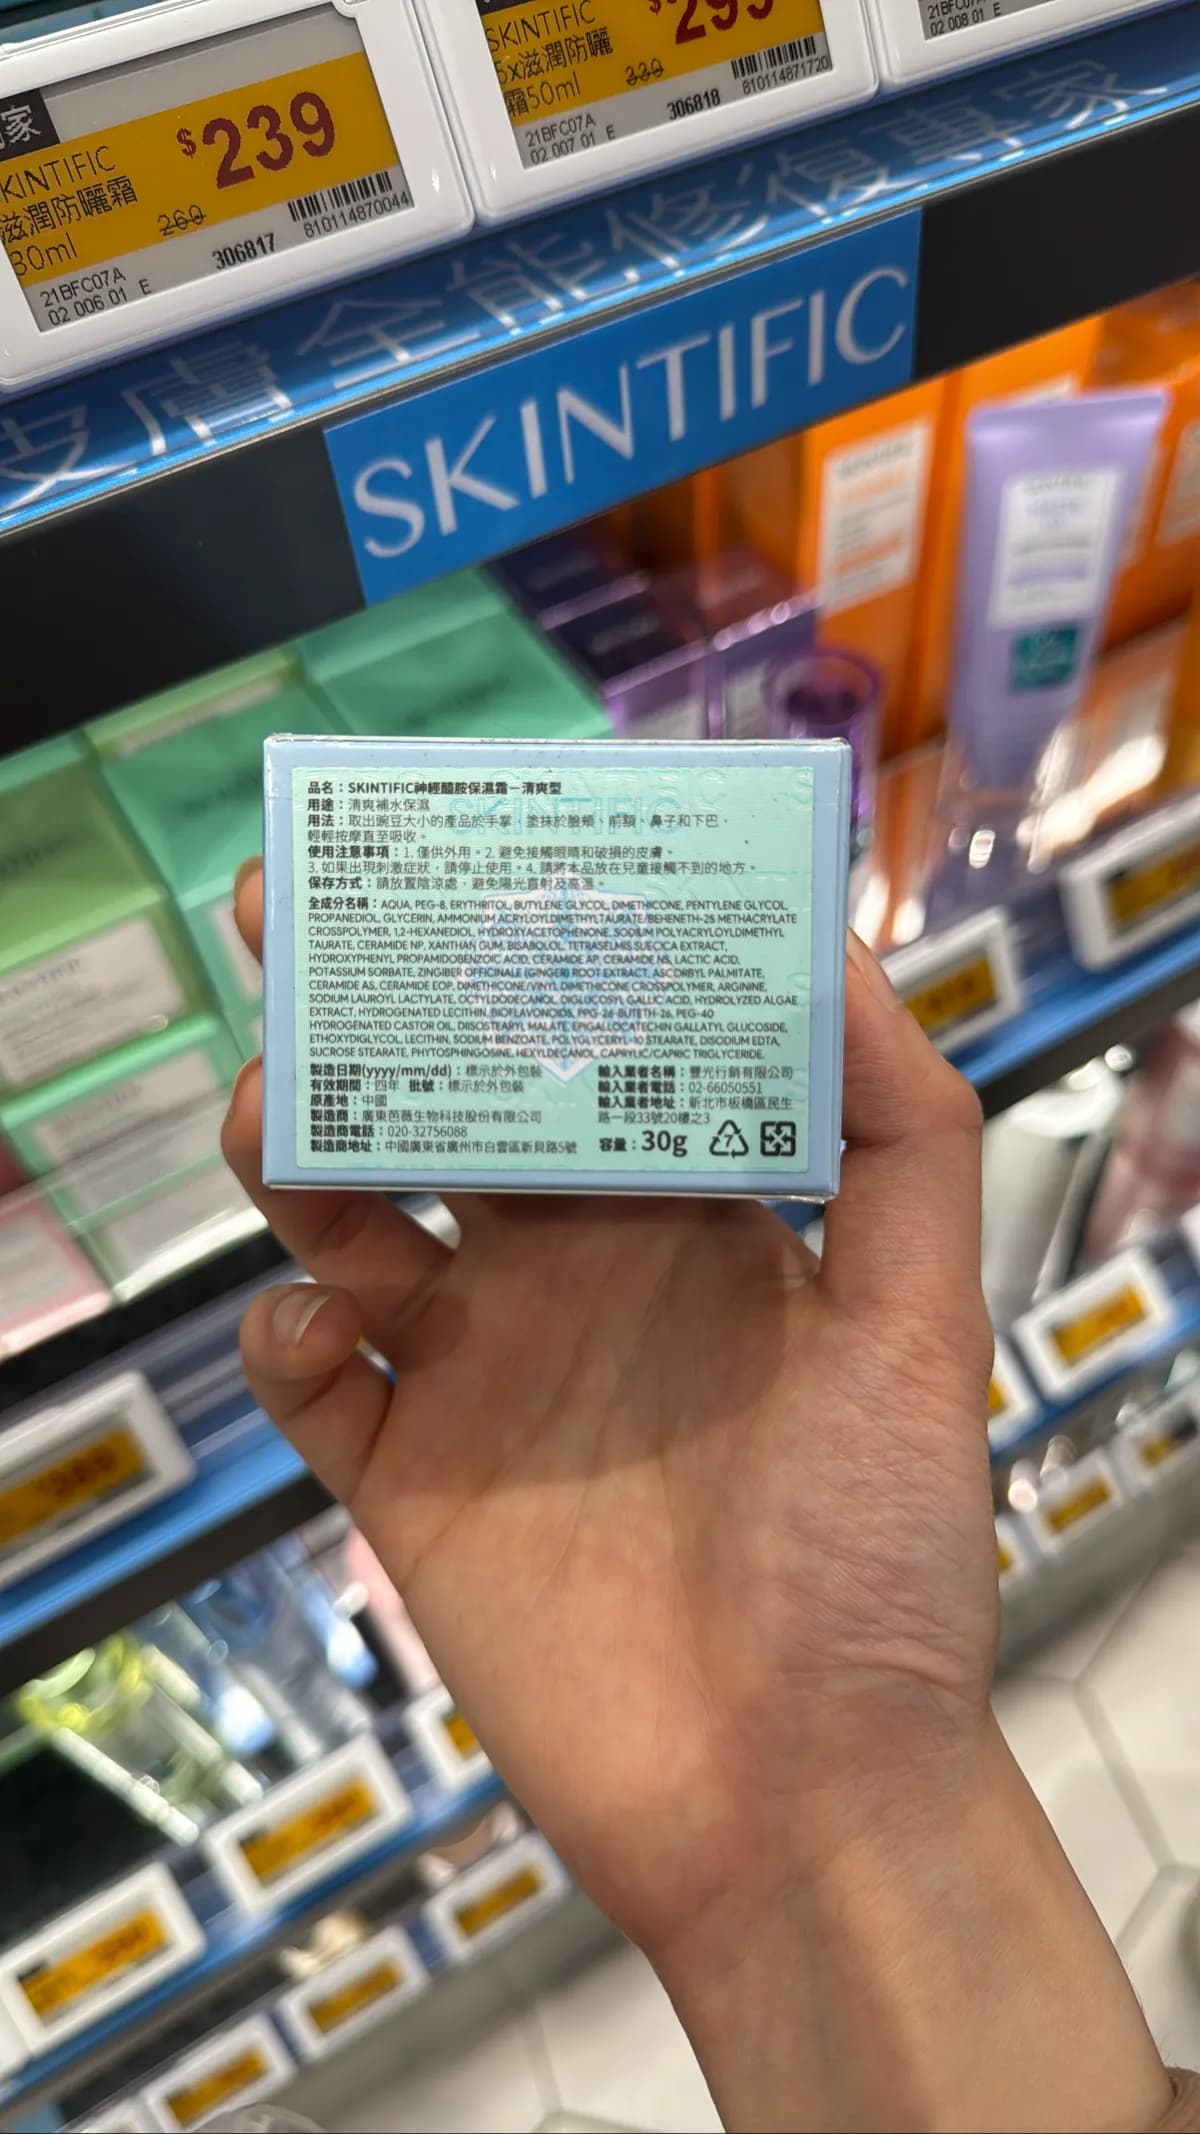 家
$239
KINTIFIC
滋潤防曬霜
30ml
260
306817
810114870044
21BFC07A
02 006 01 E
SKINTIFIC
5x滋潤防曬
霜50ml
$299
330
306818
810114871720
21BFC07A
02 007 01 E
02 008 01 E
皮膚全能修復專家
SKINTIFIC
品名：SKINTIFIC神經醯胺保濕霜－清爽型
用途：清爽補水保濕
用法：取出豌豆大小的產品於手掌，塗抹於臉頰、前額、鼻子和下巴，
輕輕按摩直至吸收。
使用注意事項：1. 僅供外用。2. 避免接觸眼睛和破損的皮膚。
3. 如果出現刺激症狀，請停止使用。4. 請將本品放在兒童接觸不到的地方。
保存方式：請放置陰涼處，避免陽光直射及高溫。
全成分名稱：AQUA, PEG-8, ERYTHRITOL, BUTYLENE GLYCOL, DIMETHICONE, PENTYLENE GLYCOL,
PROPANEDIOL, GLYCERIN, AMMONIUM ACRYLOYLDIMETHYLTAURATE/BEHENETH-25 METHACRYLATE
CROSSPOLYMER, 1,2-HEXANEDIOL, HYDROXYACETOPHENONE, SODIUM POLYACRYLOYLDIMETHYL
TAURATE, CERAMIDE NP, XANTHAN GUM, BISABOLOL, TETRASELMIS SUECICA EXTRACT,
HYDROXYPHENYL PROPAMIDOBENZOIC ACID, CERAMIDE AP, CERAMIDE NS, LACTIC ACID,
POTASSIUM SORBATE, ZINGIBER OFFICINALE (GINGER) ROOT EXTRACT, ASCORBYL PALMITATE,
CERAMIDE AS, CERAMIDE EOP, DIMETHICONE/VINYL DIMETHICONE CROSSPOLYMER, ARGININE,
SODIUM LAUROYL LACTYLATE, OCTYLDODECANOL, DIGLUCOSYL GALLIC ACID, HYDROLYZED ALGAE
EXTRACT, HYDROGENATED LECITHIN, BIOFLAVONOIDS, PPG-26-BUTETH-26, PEG-40
HYDROGENATED CASTOR OIL, DIISOSTEARYL MALATE, EPIGALLOCATECHIN GALLATYL GLUCOSIDE,
ETHOXYDIGLYCOL, LECITHIN, SODIUM BENZOATE, POLYGLYCERYL-10 STEARATE, DISODIUM EDTA,
SUCROSE STEARATE, PHYTOSPHINGOSINE, HEXYLDECANOL, CAPRYLIC/CAPRIC TRIGLYCERIDE.
製造日期(yyyy/mm/dd)：標示於外包裝
有效期間：四年 批號：標示於外包裝
原產地：中國
製造商：廣東芭薇生物科技股份有限公司
製造商電話：020-32756088
製造商地址：中國廣東省廣州市白雲區新貝路5號
輸入業者名稱：豐光行銷有限公司
輸入業者電話：02-66050551
輸入業者地址：新北市板橋區民生
路一段33號20樓之3
容量：30g
7